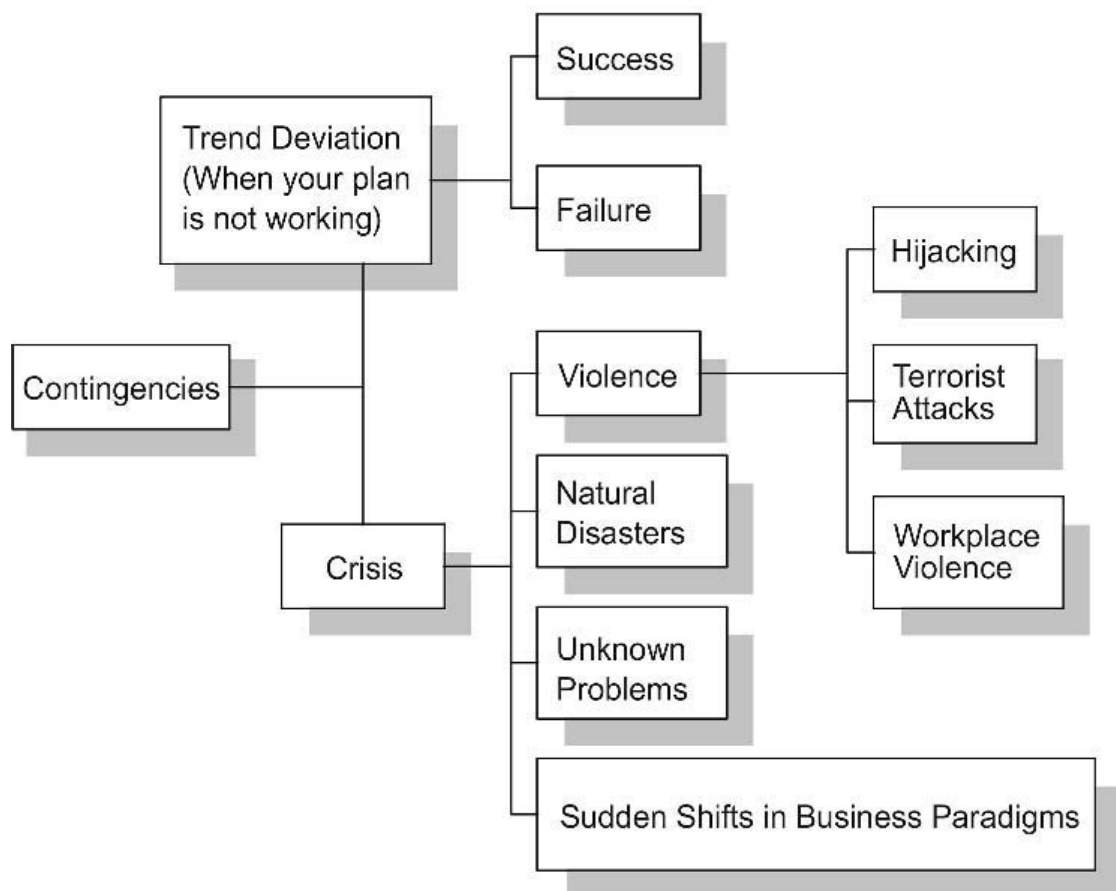 Success
Trend Deviation
(When your plan
is not working)
Failure
Hijacking
Contingencies
Violence
Terrorist
Attacks
Natural
Disasters
Crisis
Workplace
Violence
Unknown
Problems
Sudden Shifts in Business Paradigms